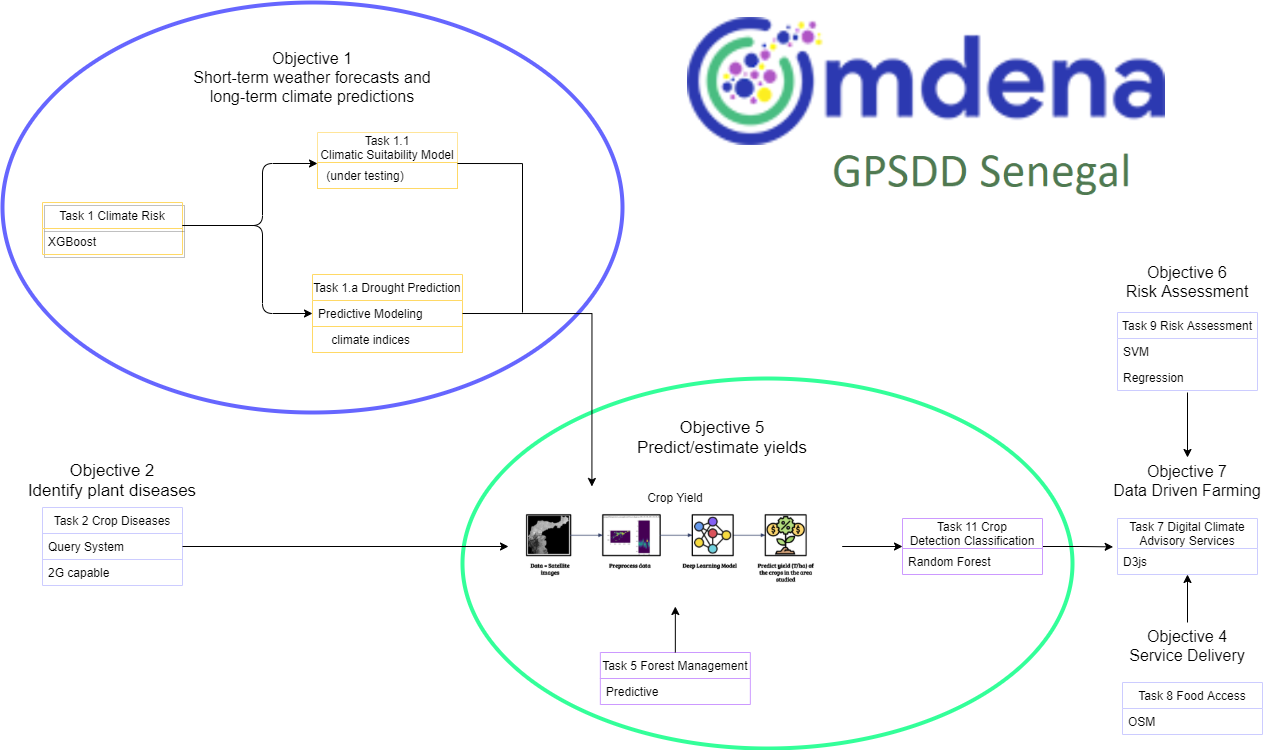 Omdena
GPSDD Senegal
Objective 1
Short-term weather forecasts and
long-term climate predictions
Task 1.1
Climatic Suitability Model
(under testing)
Task 1 Climate Risk
XGBoost
Task 1.a Drought Prediction
Predictive Modeling
climate indices
Objective 6
Risk Assessment
Task 9 Risk Assessment
SVM
Regression
Objective 2
Identify plant diseases
Task 2 Crop Diseases
Query System
2G capable
Objective 5
Predict/estimate yields
Crop Yield
Data = Satellite
images
Preprocess data
Deep Learning Model
Predict yield (T/ha) of
the crops in the area
studied
Task 5 Forest Management
Predictive
Task 11 Crop
Detection Classification
Random Forest
Objective 7
Data Driven Farming
Task 7 Digital Climate
Advisory Services
D3js
Objective 4
Service Delivery
Task 8 Food Access
OSM